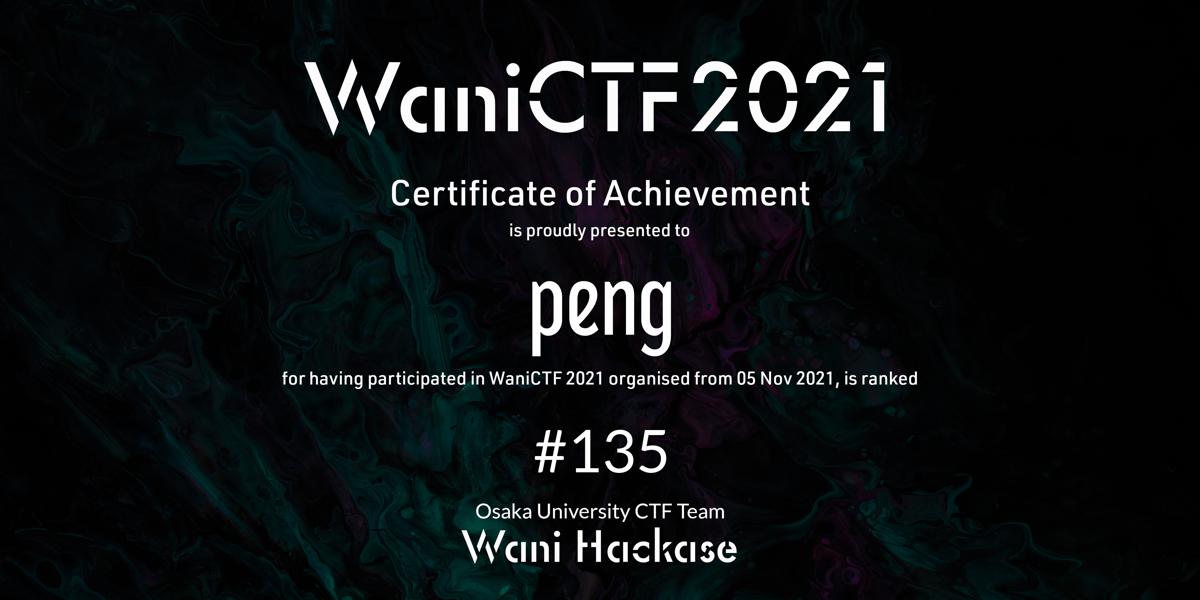 WaniCTF2021
Certificate of Achievement
is proudly presented to
peng
for having participated in WaniCTF 2021 organised from 05 Nov 2021, is ranked
#135
Osaka University CTF Team
Wani Hackase